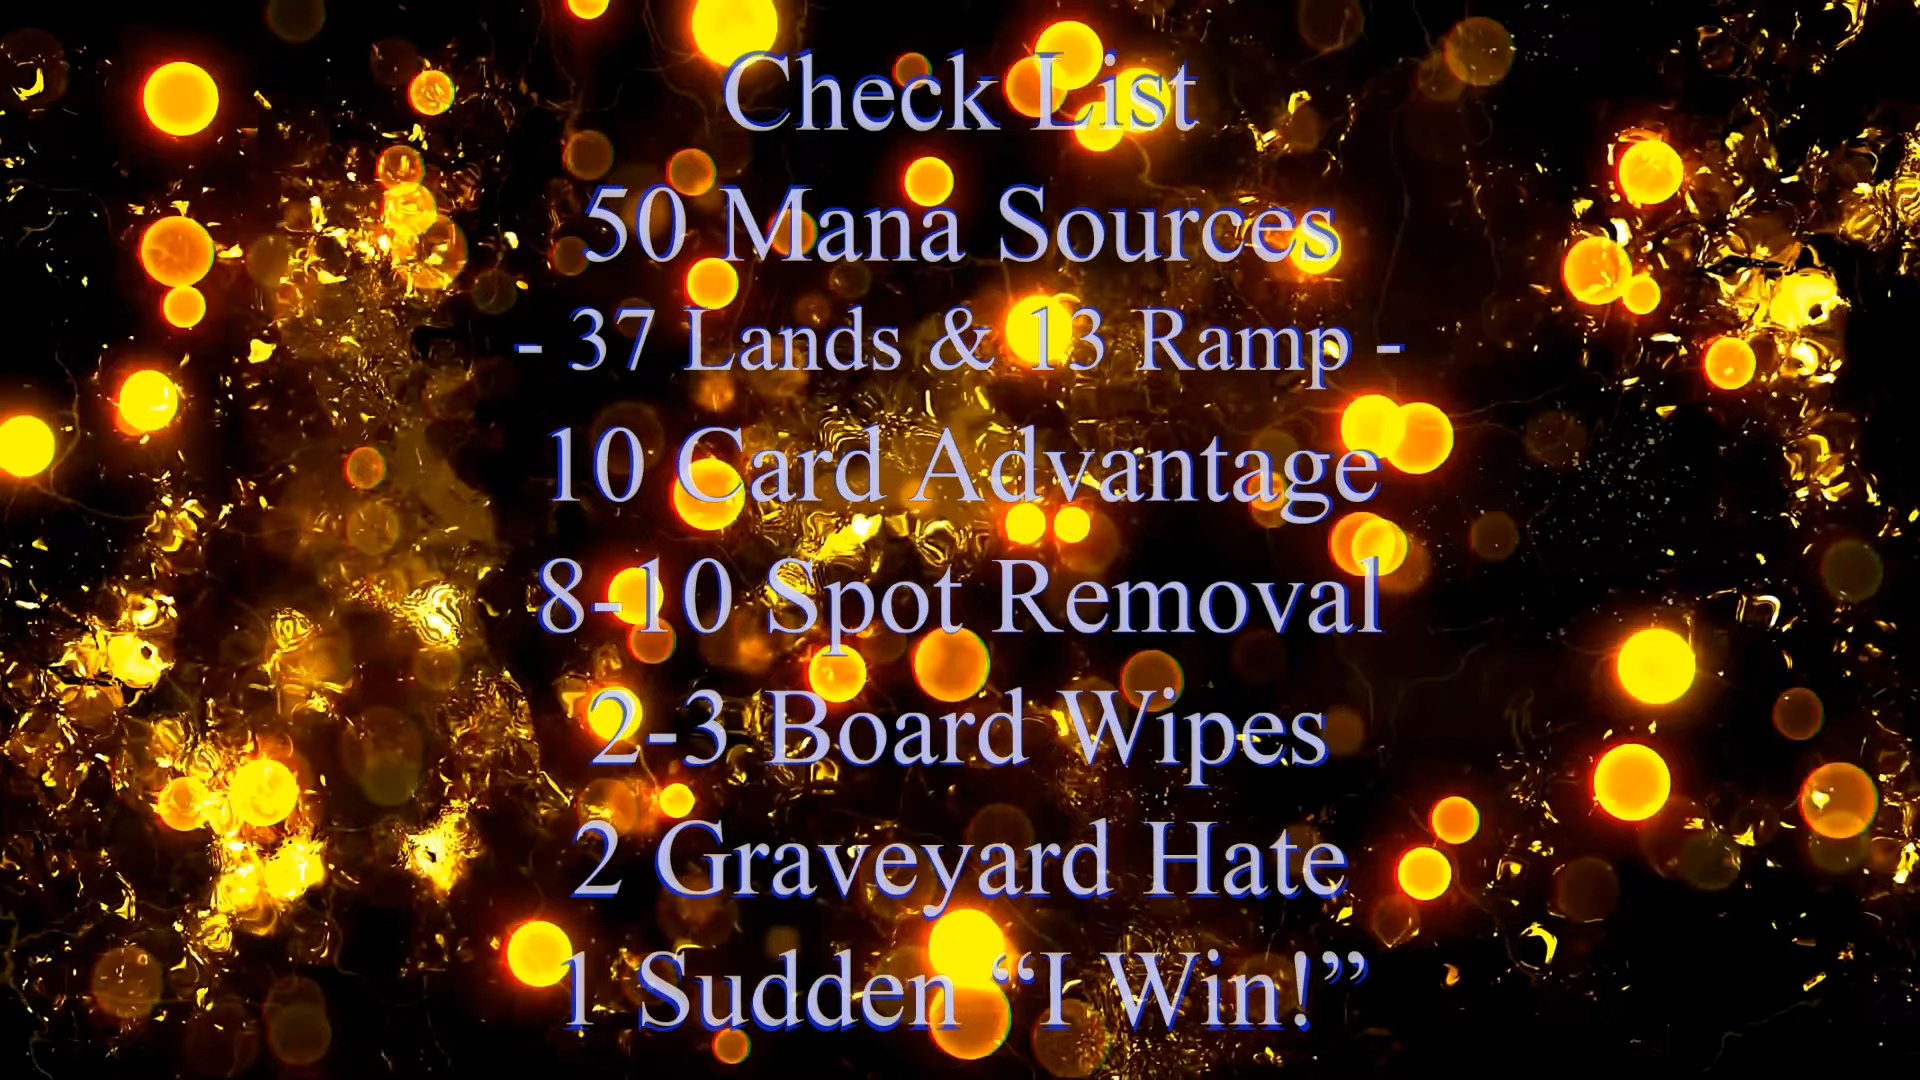 Check List
50 Mana Sources
- 37 Lands & 13 Ramp -
10 Card Advantage
8-10 Spot Removal
2-3 Board Wipes
2 Graveyard Hate
1 Sudden “I Win!”